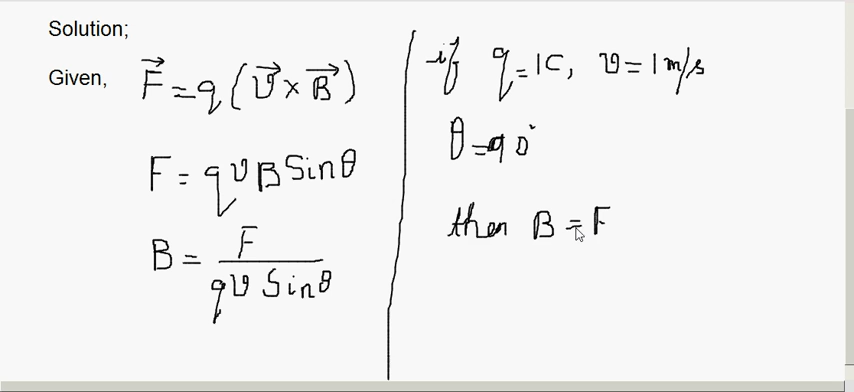 Solution;
Given, F⃗ = q (v⃗ × B⃗)
F = qvB Sinθ
B = F / qv Sinθ
if q = 1C, v = 1 m/s
θ = 90°
then B = F